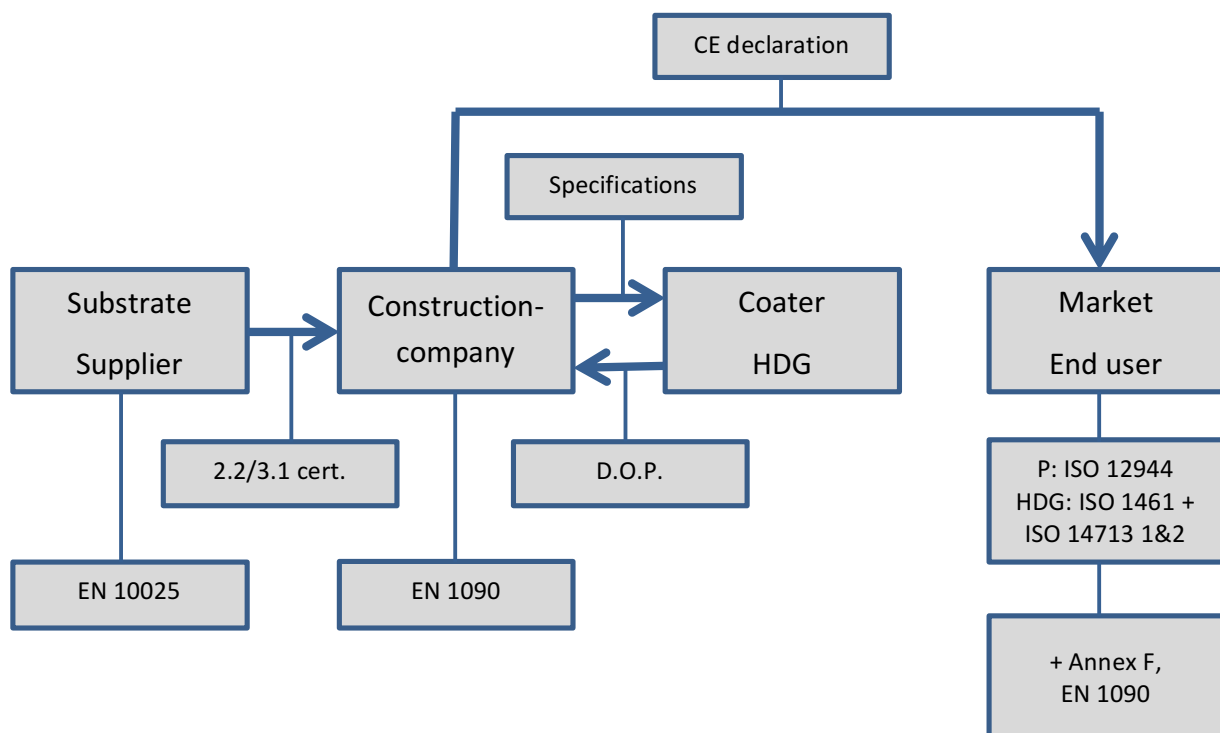 CE declaration
Specifications
Substrate
Supplier
Construction-
company
Coater
HDG
Market
End user
2.2/3.1 cert.
D.O.P.
P: ISO 12944
HDG: ISO 1461 +
ISO 14713 1&2
EN 10025
EN 1090
+ Annex F,
EN 1090